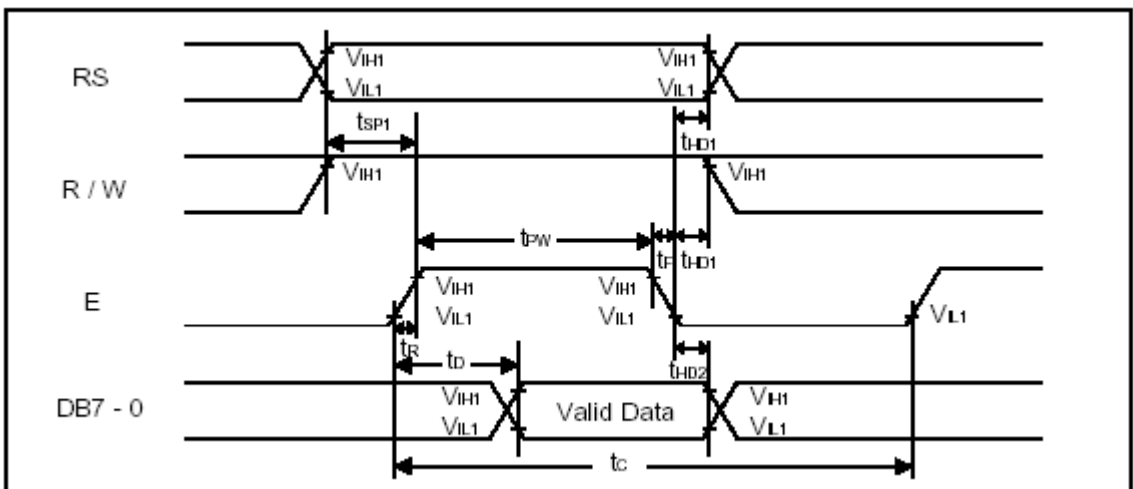 RS
VIH1
VIL1
VIH1
VIL1
tSP1
tHD1
R / W
VIH1
VIH1
tPW
tF
tHD1
E
VIH1
VIL1
VIH1
VIL1
VIL1
tR
tD
tHD2
DB7 - 0
VIH1
VIL1
Valid Data
VIH1
VIL1
tC